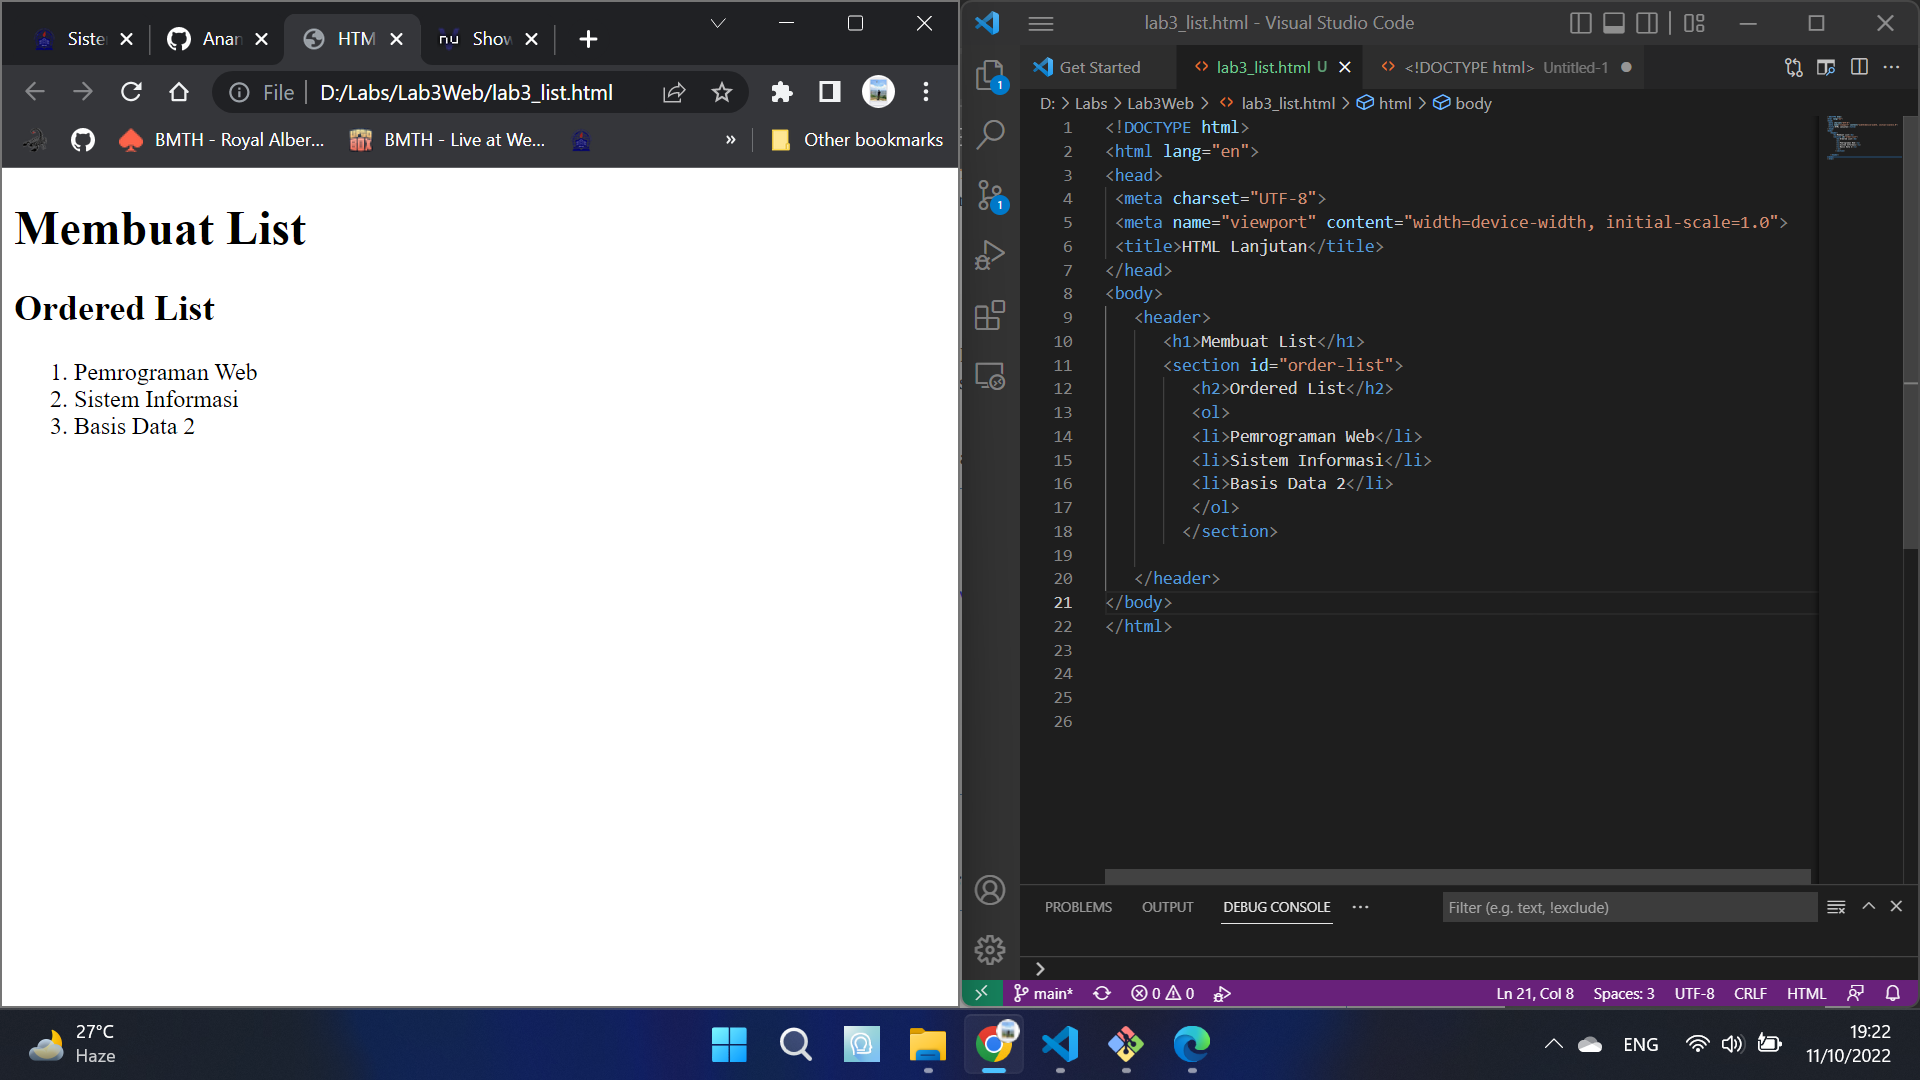 Siste
Anan
HTM
Show
File
D:/Labs/Lab3Web/lab3_list.html
BMTH - Royal Alber...
BMTH - Live at We...
»
Other bookmarks
Membuat List
Ordered List
1. Pemrograman Web
2. Sistem Informasi
3. Basis Data 2
lab3_list.html - Visual Studio Code
Get Started
lab3_list.html U
<!DOCTYPE html> Untitled-1
D: > Labs > Lab3Web > lab3_list.html > html > body
1 <!DOCTYPE html>
2 <html lang="en">
3 <head>
4 <meta charset="UTF-8">
5 <meta name="viewport" content="width=device-width, initial-scale=1.0">
6 <title>HTML Lanjutan</title>
7 </head>
8 <body>
9 <header>
10 <h1>Membuat List</h1>
11 <section id="order-list">
12 <h2>Ordered List</h2>
13 <ol>
14 <li>Pemrograman Web</li>
15 <li>Sistem Informasi</li>
16 <li>Basis Data 2</li>
17 </ol>
18 </section>
19
20 </header>
21 </body>
22 </html>
23
24
25
26
1
1
PROBLEMS OUTPUT DEBUG CONSOLE ···
Filter (e.g. text, !exclude)
main* 0 0
Ln 21, Col 8 Spaces: 3 UTF-8 CRLF HTML
27°C
Haze
ENG
19:22
11/10/2022